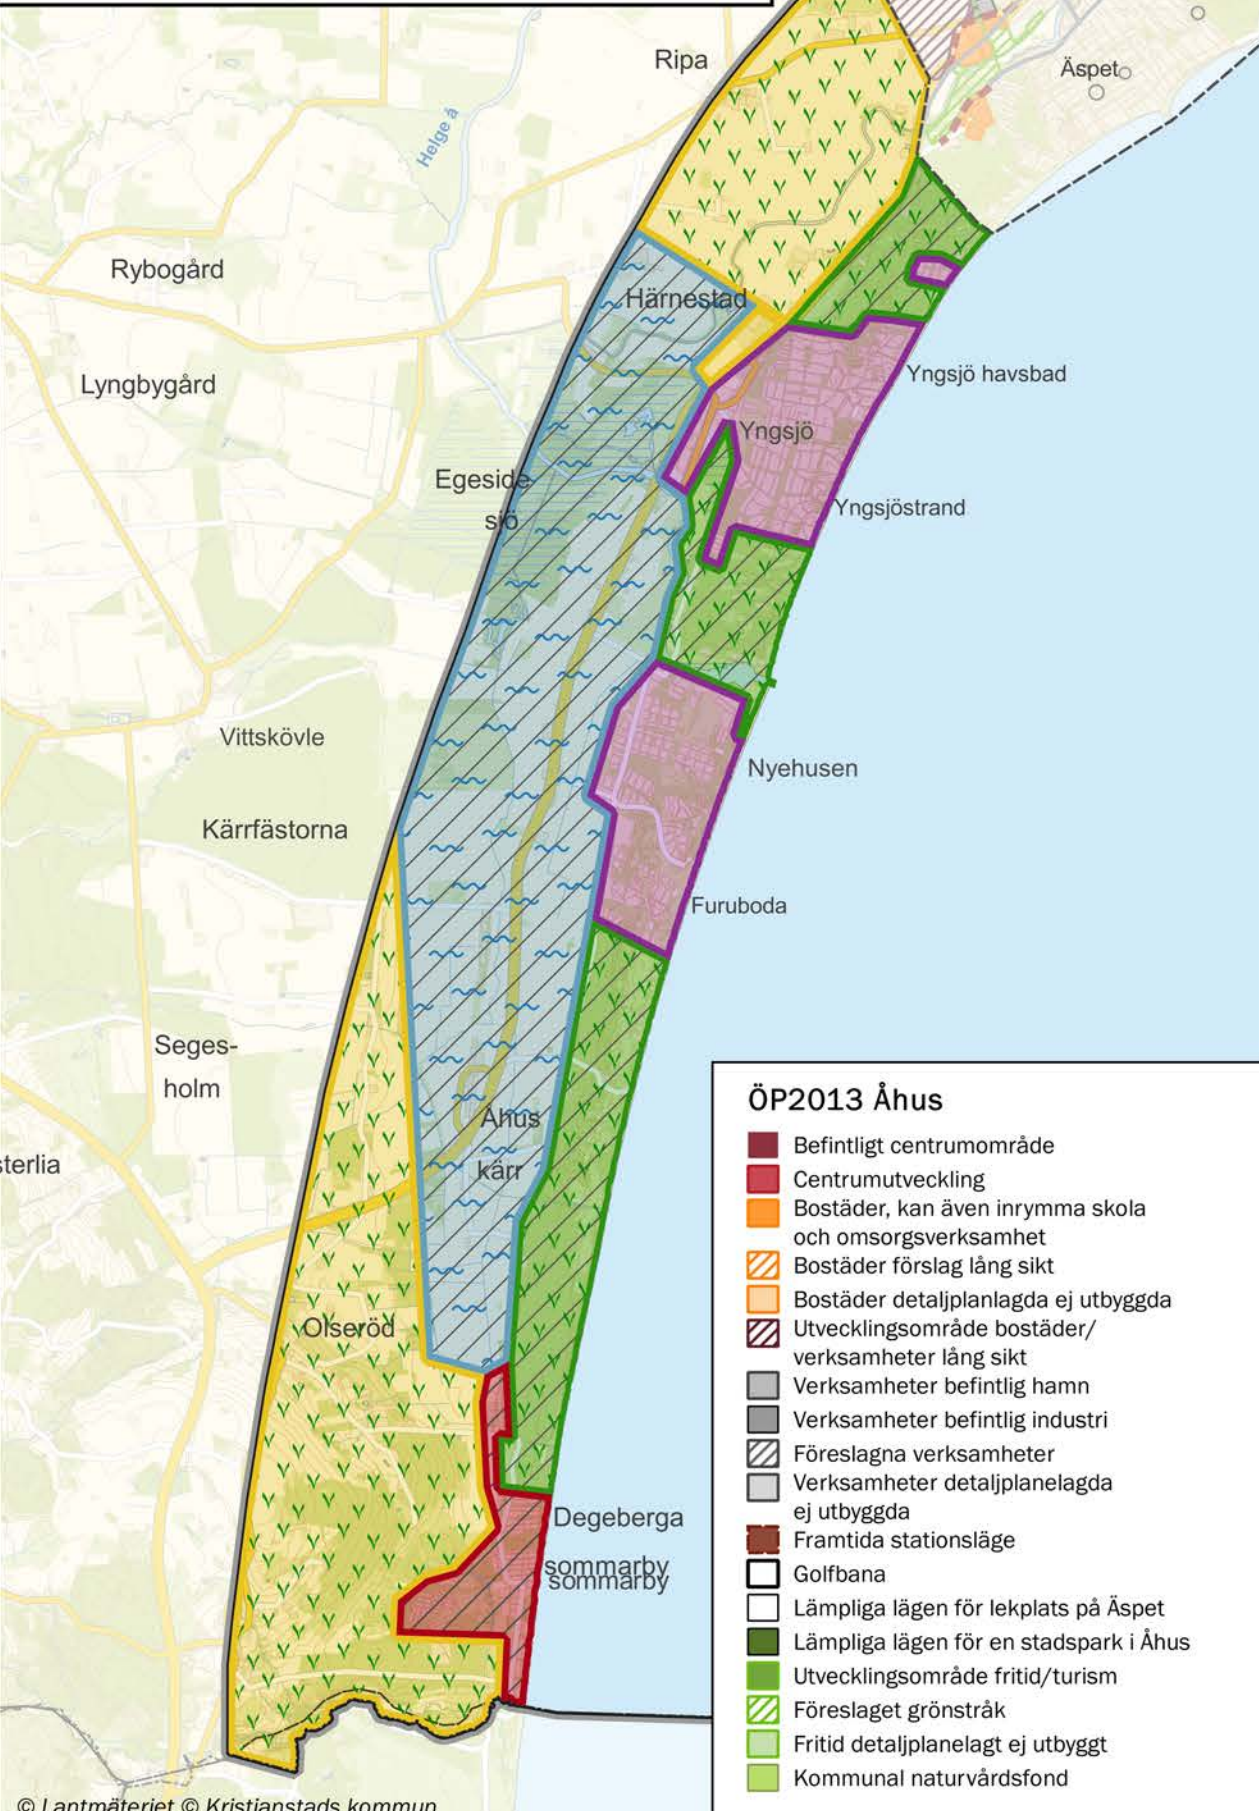 Ripa
Äspet
Helge å
Rybogård
Härnestad
Lyngbygård
Yngsjö havsbad
Yngsjö
Egeside
sjö
Yngsjöstrand
Vittskövle
Nyehusen
Kärrfästorna
Furuboda
Seges-
holm
Åhus
kärr
sterlia
Olseröd
Degeberga
sommarby
sommarby
ÖP2013 Åhus
Befintligt centrumområde
Centrumutveckling
Bostäder, kan även inrymma skola
och omsorgsverksamhet
Bostäder förslag lång sikt
Bostäder detaljplanlagda ej utbyggda
Utvecklingsområde bostäder/
verksamheter lång sikt
Verksamheter befintlig hamn
Verksamheter befintlig industri
Föreslagna verksamheter
Verksamheter detaljplanelagda
ej utbyggda
Framtida stationsläge
Golfbana
Lämpliga lägen för lekplats på Äspet
Lämpliga lägen för en stadspark i Åhus
Utvecklingsområde fritid/turism
Föreslaget grönstråk
Fritid detaljplanelagt ej utbyggt
Kommunal naturvårdsfond
© Lantmäteriet © Kristianstads kommun